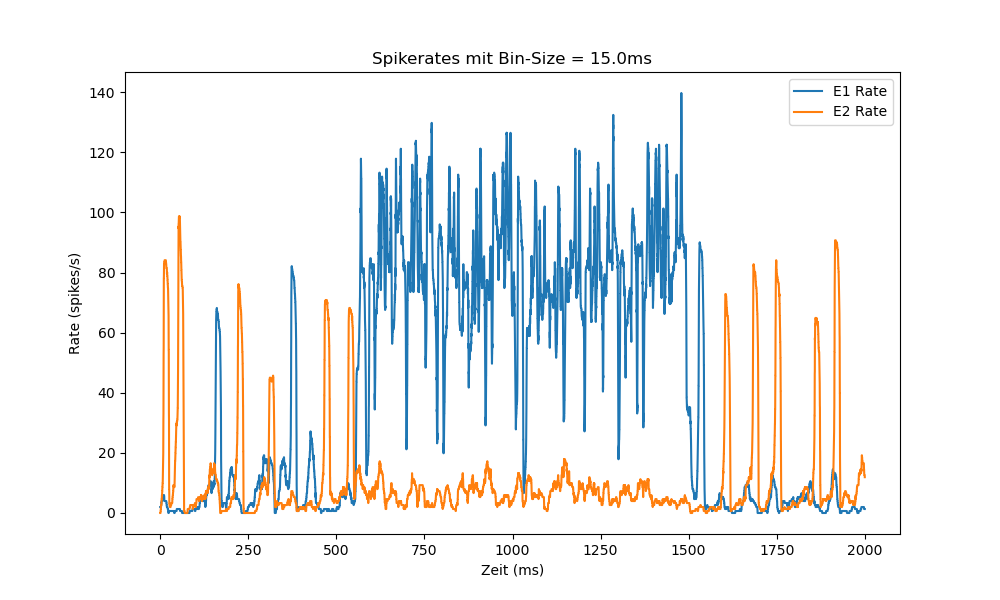 Spikerates mit Bin-Size = 15.0ms
E1 Rate
E2 Rate
Rate (spikes/s)
140
120
100
80
60
40
20
0
0 250 500 750 1000 1250 1500 1750 2000
Zeit (ms)